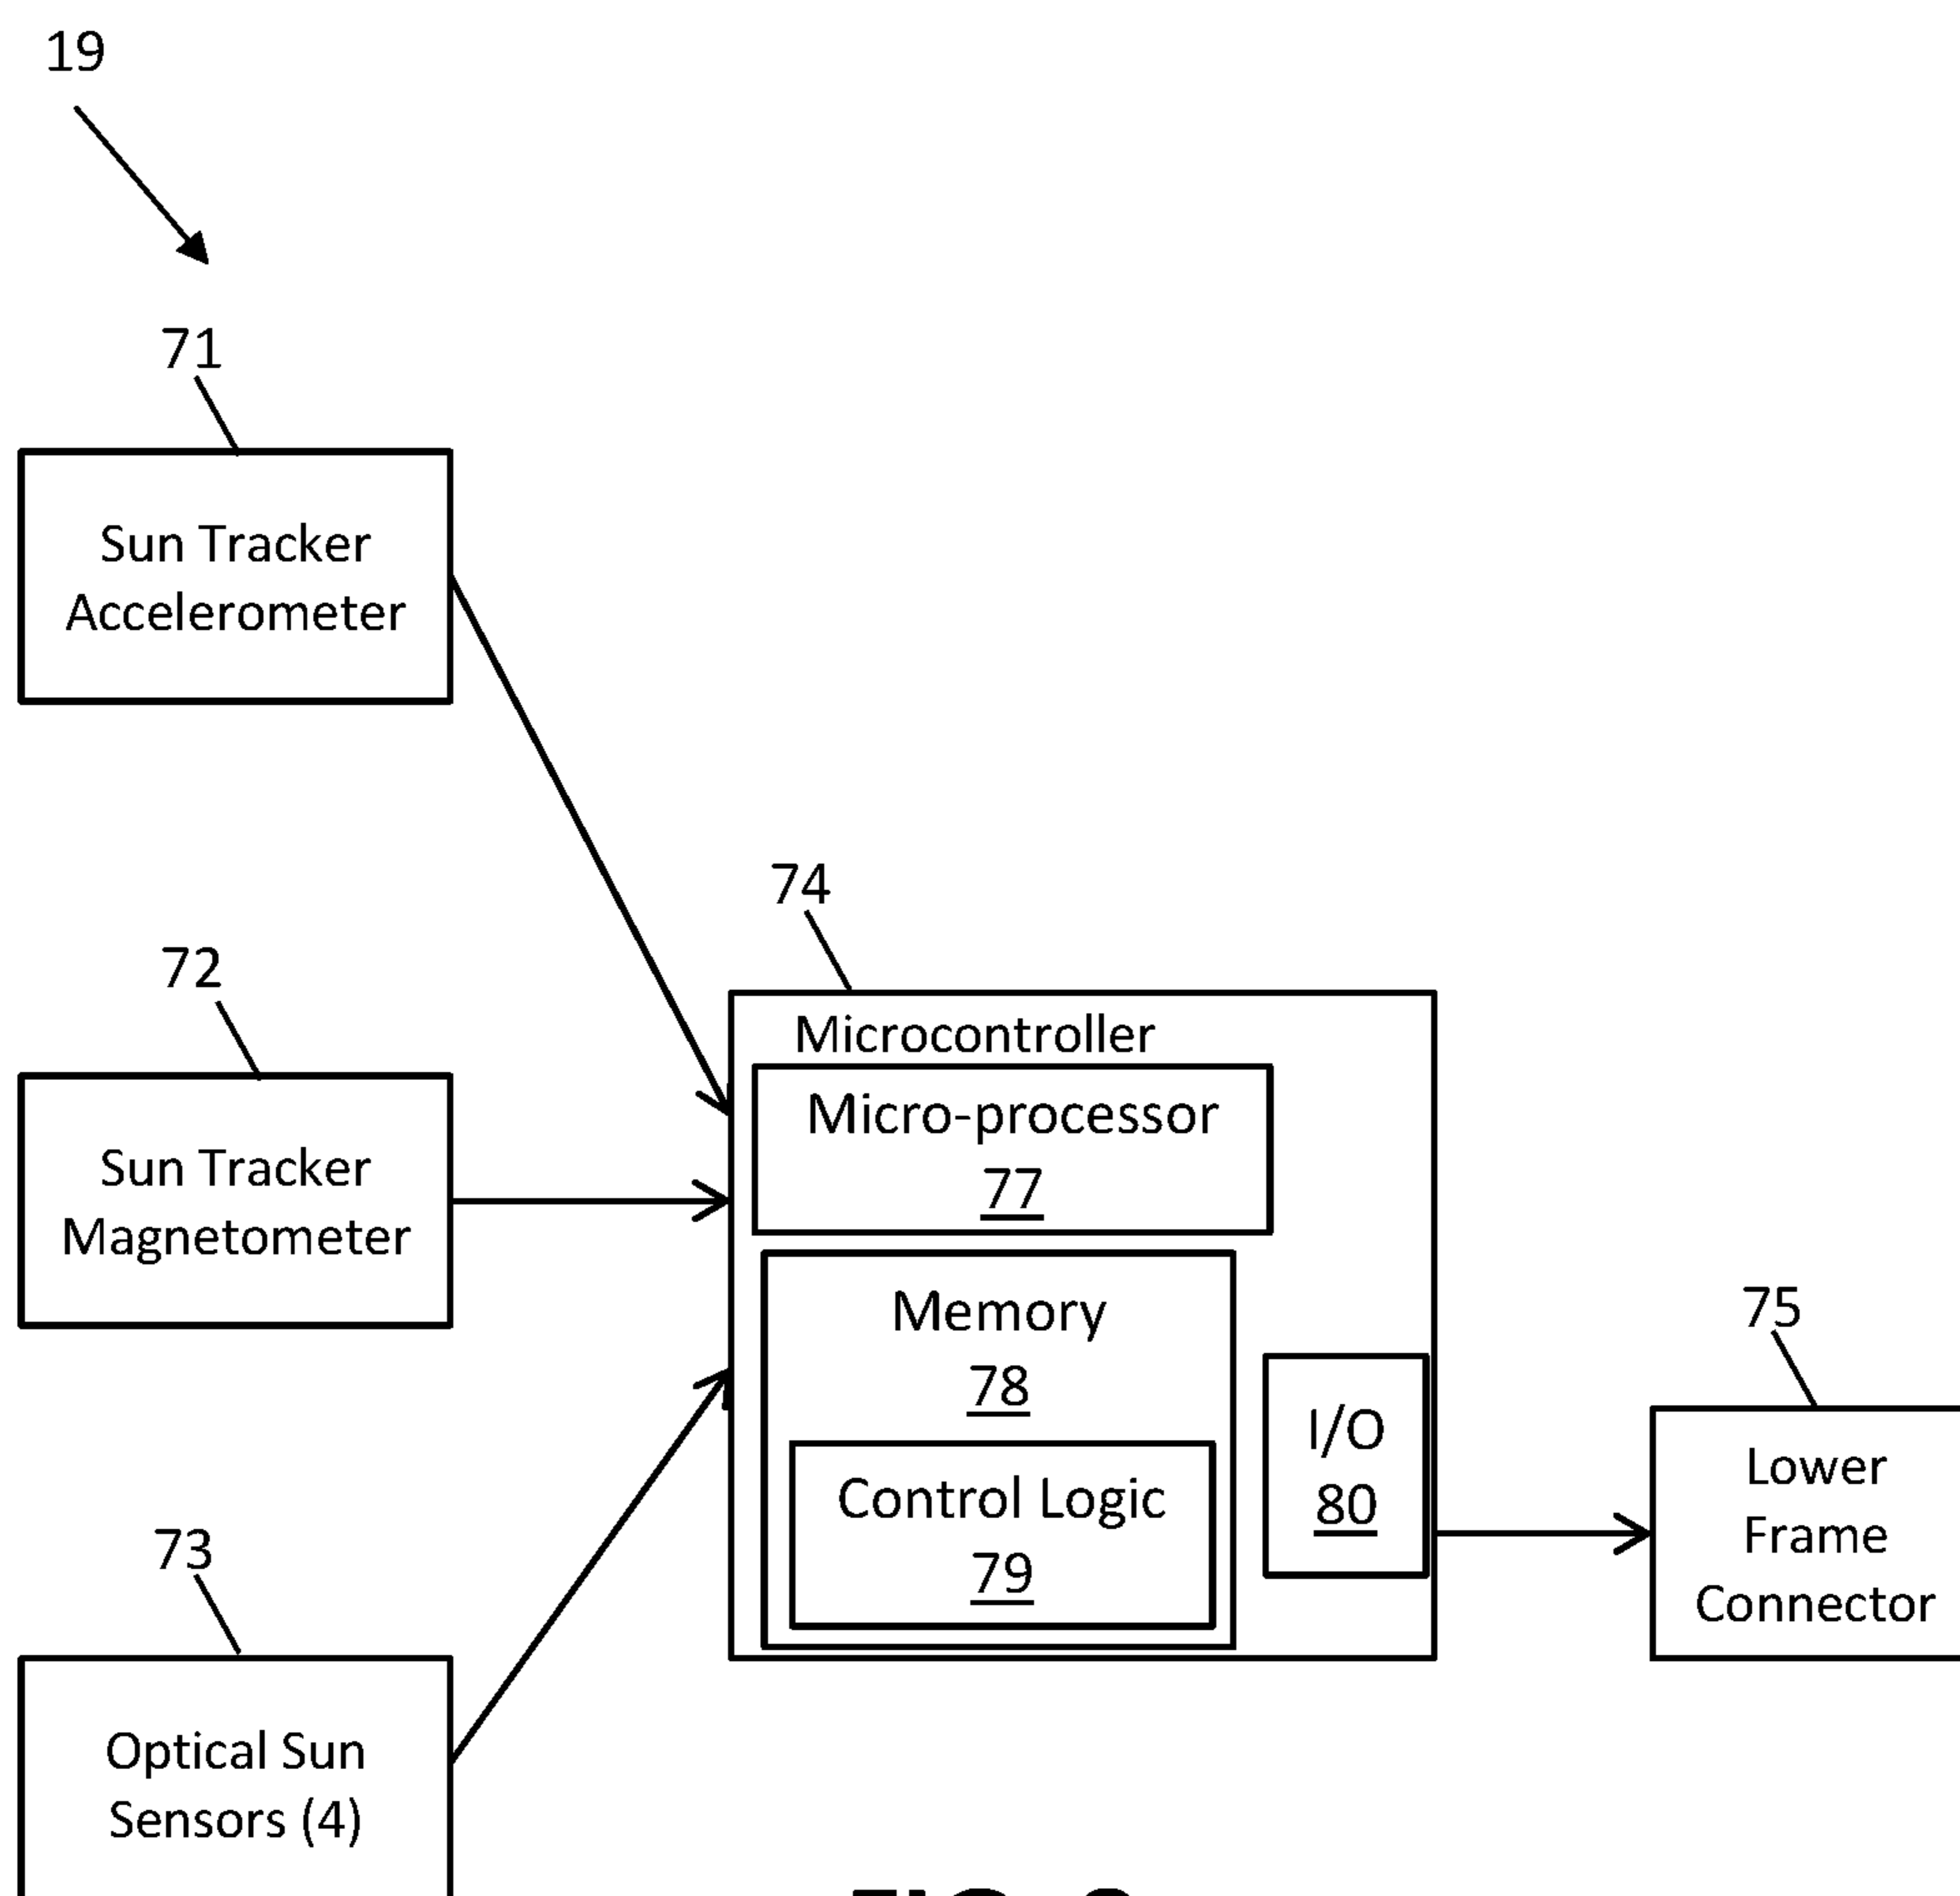 19
71
Sun Tracker
Accelerometer
72
Sun Tracker
Magnetometer
73
Optical Sun
Sensors (4)
74
Microcontroller
Micro-processor
77
Memory
78
Control Logic
79
I/O
80
75
Lower
Frame
Connector